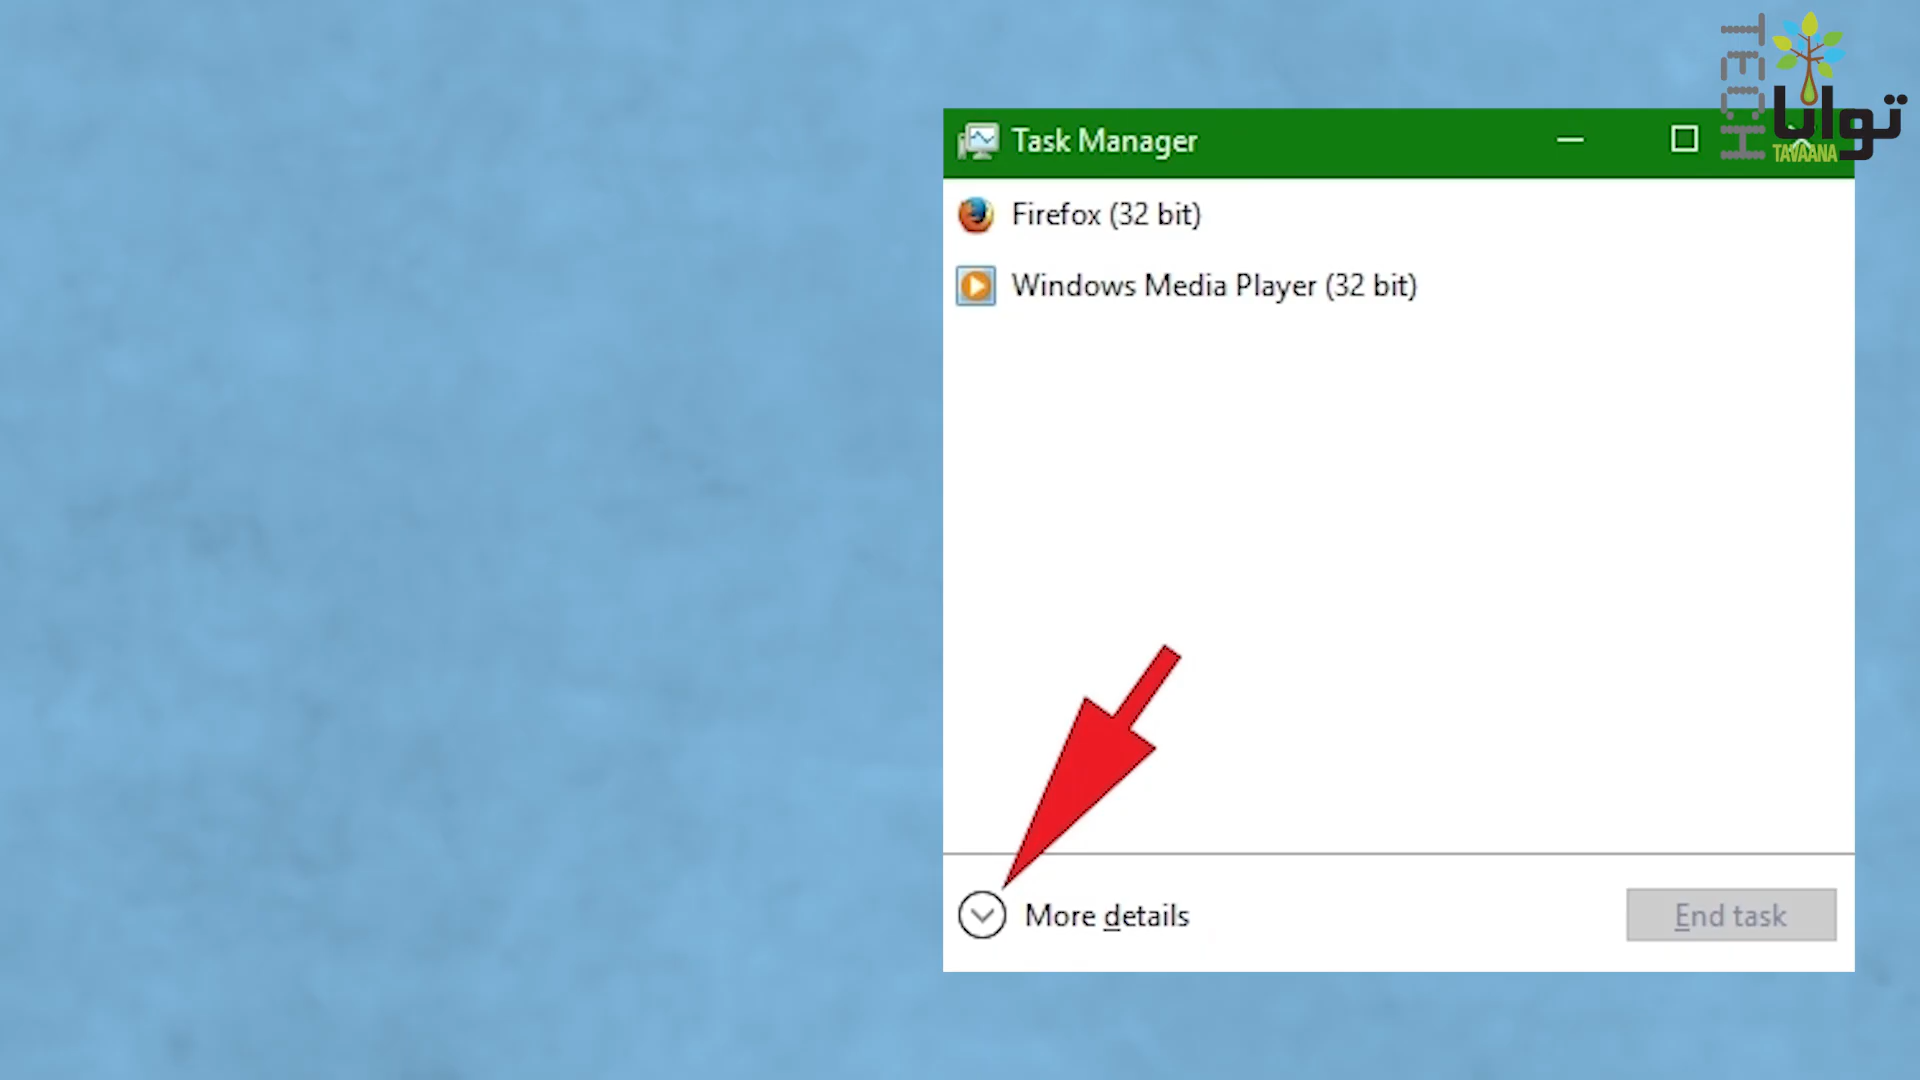 TECH
توانا
TAVAANA
Task Manager
Firefox (32 bit)
Windows Media Player (32 bit)
More details
End task